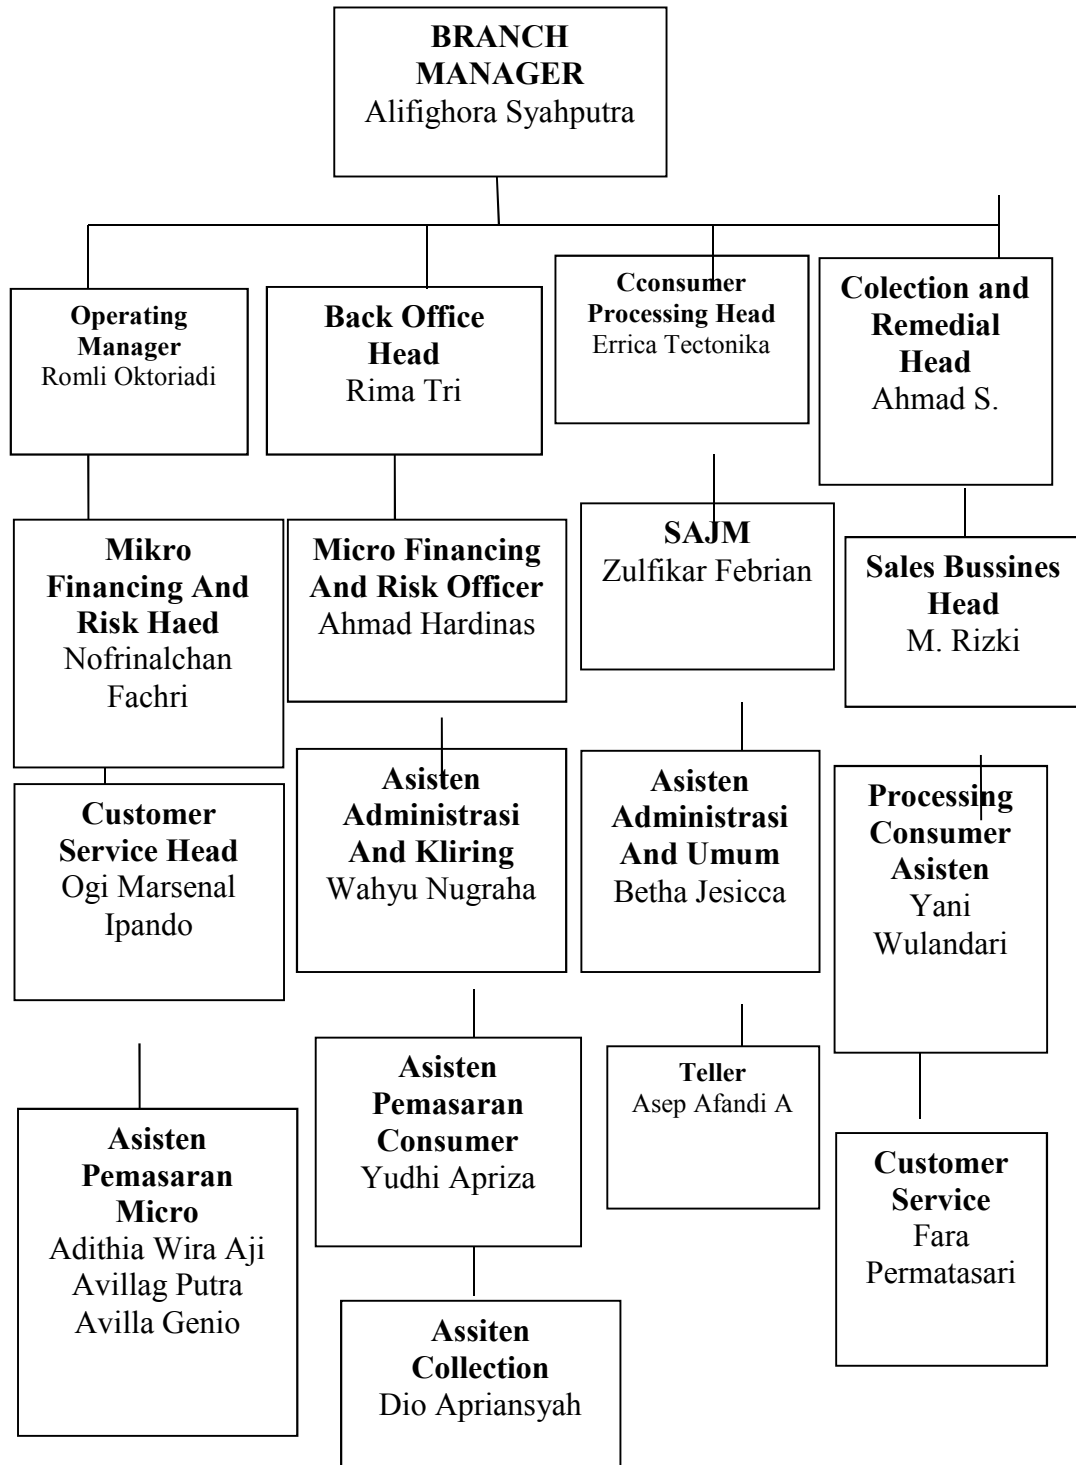 BRANCH
MANAGER
Alifighora Syahputra
Operating
Manager
Romli Oktoriadi
Back Office
Head
Rima Tri
Cconsumer
Processing Head
Errica Tectonika
Colection and
Remedial
Head
Ahmad S.
Mikro
Financing And
Risk Haed
Nofrinalchan
Fachri
Micro Financing
And Risk Officer
Ahmad Hardinas
SAJM
Zulfikar Febrian
Sales Bussines
Head
M. Rizki
Customer
Service Head
Ogi Marsenal
Ipando
Asisten
Administrasi
And Kliring
Wahyu Nugraha
Asisten
Administrasi
And Umum
Betha Jesicca
Processing
Consumer
Asisten
Yani
Wulandari
Asisten
Pemasaran
Micro
Adithia Wira Aji
Avillag Putra
Avilla Genio
Asisten
Pemasaran
Consumer
Yudhi Apriza
Teller
Asep Afandi A
Customer
Service
Fara
Permatasari
Assiten
Collection
Dio Apriansyah